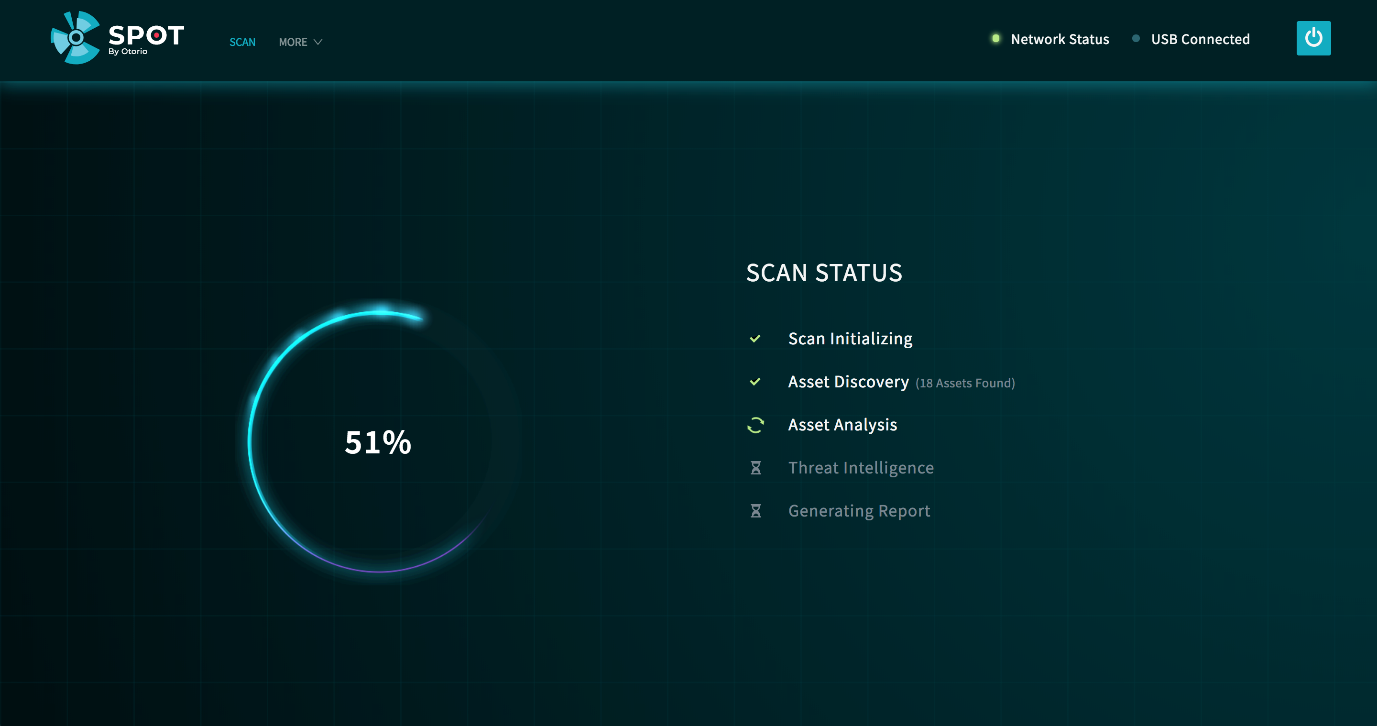 SPOT
By Otorio
SCAN
MORE
Network Status
USB Connected
SCAN STATUS
Scan Initializing
Asset Discovery (18 Assets Found)
Asset Analysis
Threat Intelligence
Generating Report
51%